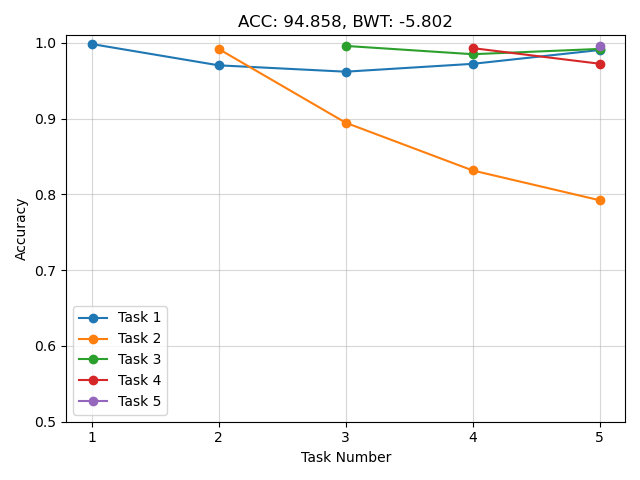 ACC: 94.858, BWT: -5.802
1.0
0.9
0.8
0.7
0.6
0.5
Accuracy
Task 1
Task 2
Task 3
Task 4
Task 5
1 2 3 4 5
Task Number